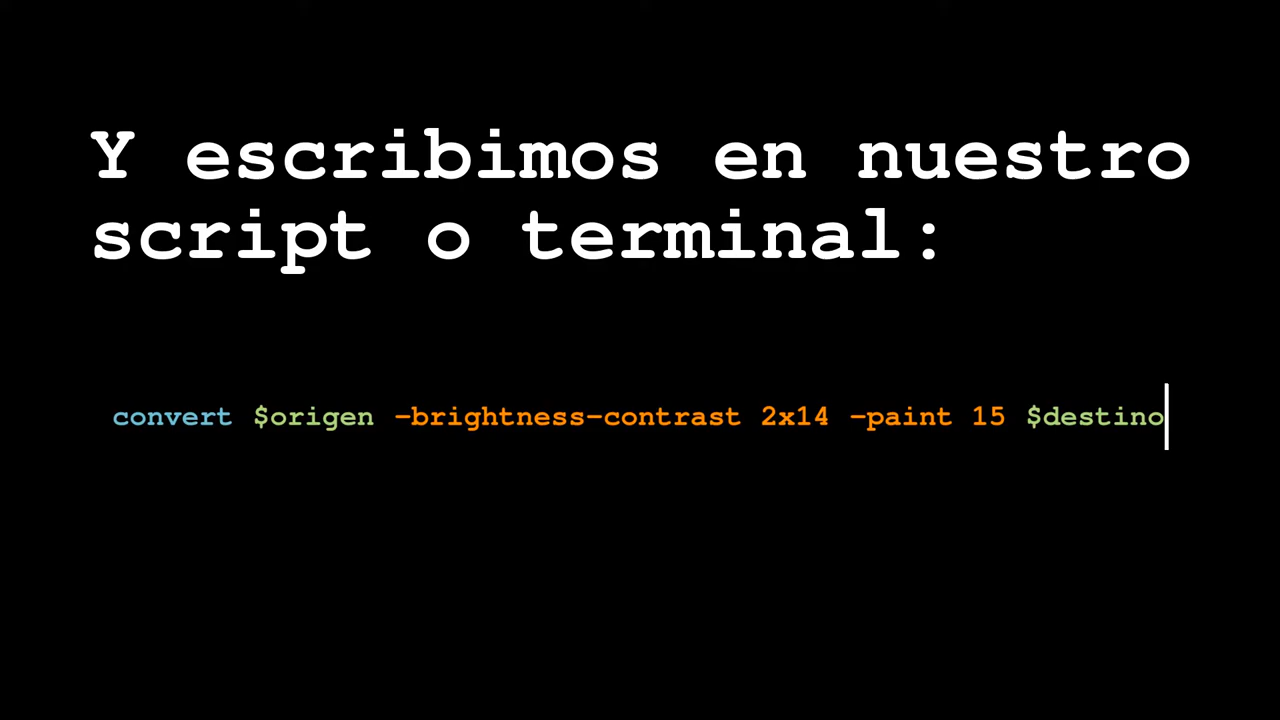 Y escribimos en nuestro
script o terminal:
convert $origen -brightness-contrast 2x14 -paint 15 $destino